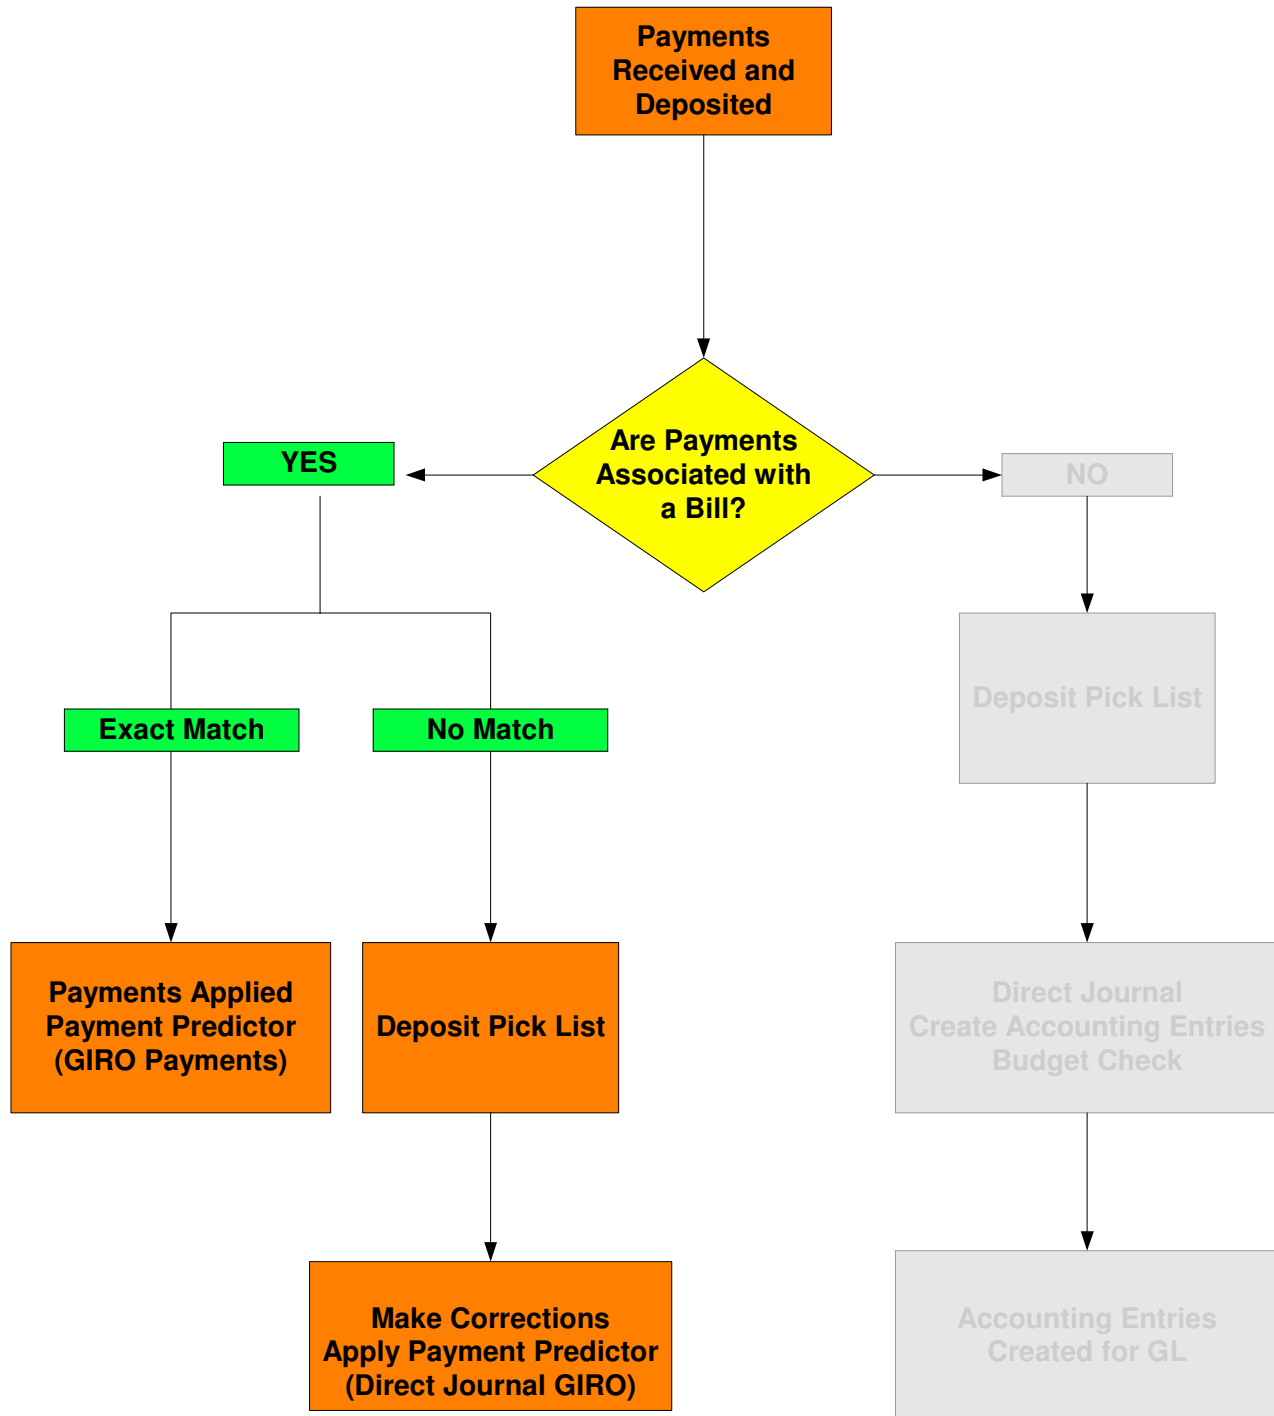 Payments
Received and
Deposited
Are Payments
Associated with
a Bill?
YES
NO
Exact Match
No Match
Deposit Pick List
Payments Applied
Payment Predictor
(GIRO Payments)
Deposit Pick List
Direct Journal
Create Accounting Entries
Budget Check
Make Corrections
Apply Payment Predictor
(Direct Journal GIRO)
Accounting Entries
Created for GL